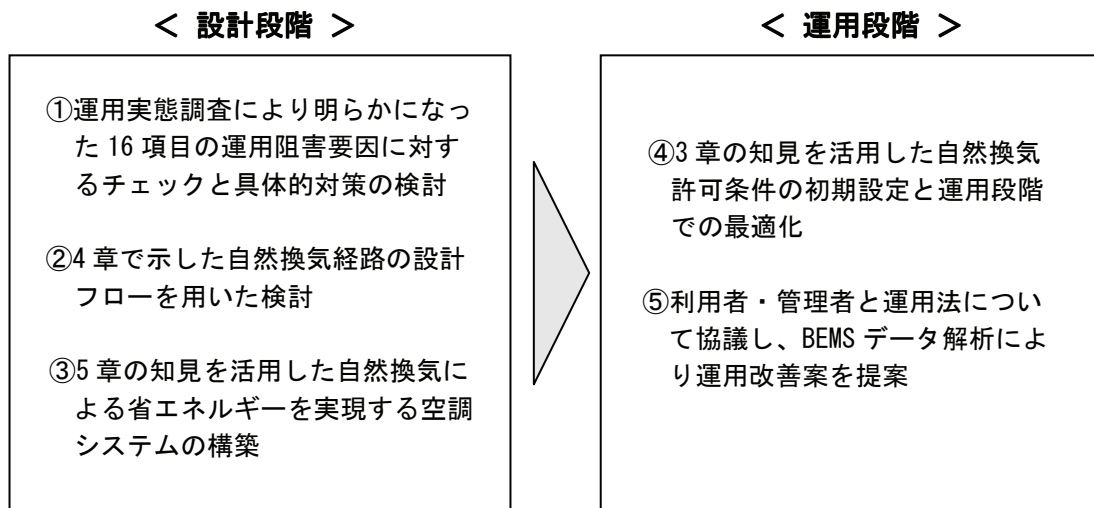 ＜ 設計段階 ＞
①運用実態調査により明らかになっ
た 16 項目の運用阻害要因に対す
るチェックと具体的対策の検討
②4 章で示した自然換気経路の設計
フローを用いた検討
③5 章の知見を活用した自然換気に
よる省エネルギーを実現する空調
システムの構築
＜ 運用段階 ＞
④3 章の知見を活用した自然換気
許可条件の初期設定と運用段階
での最適化
⑤利用者・管理者と運用法につい
て協議し、BEMS データ解析によ
り運用改善案を提案